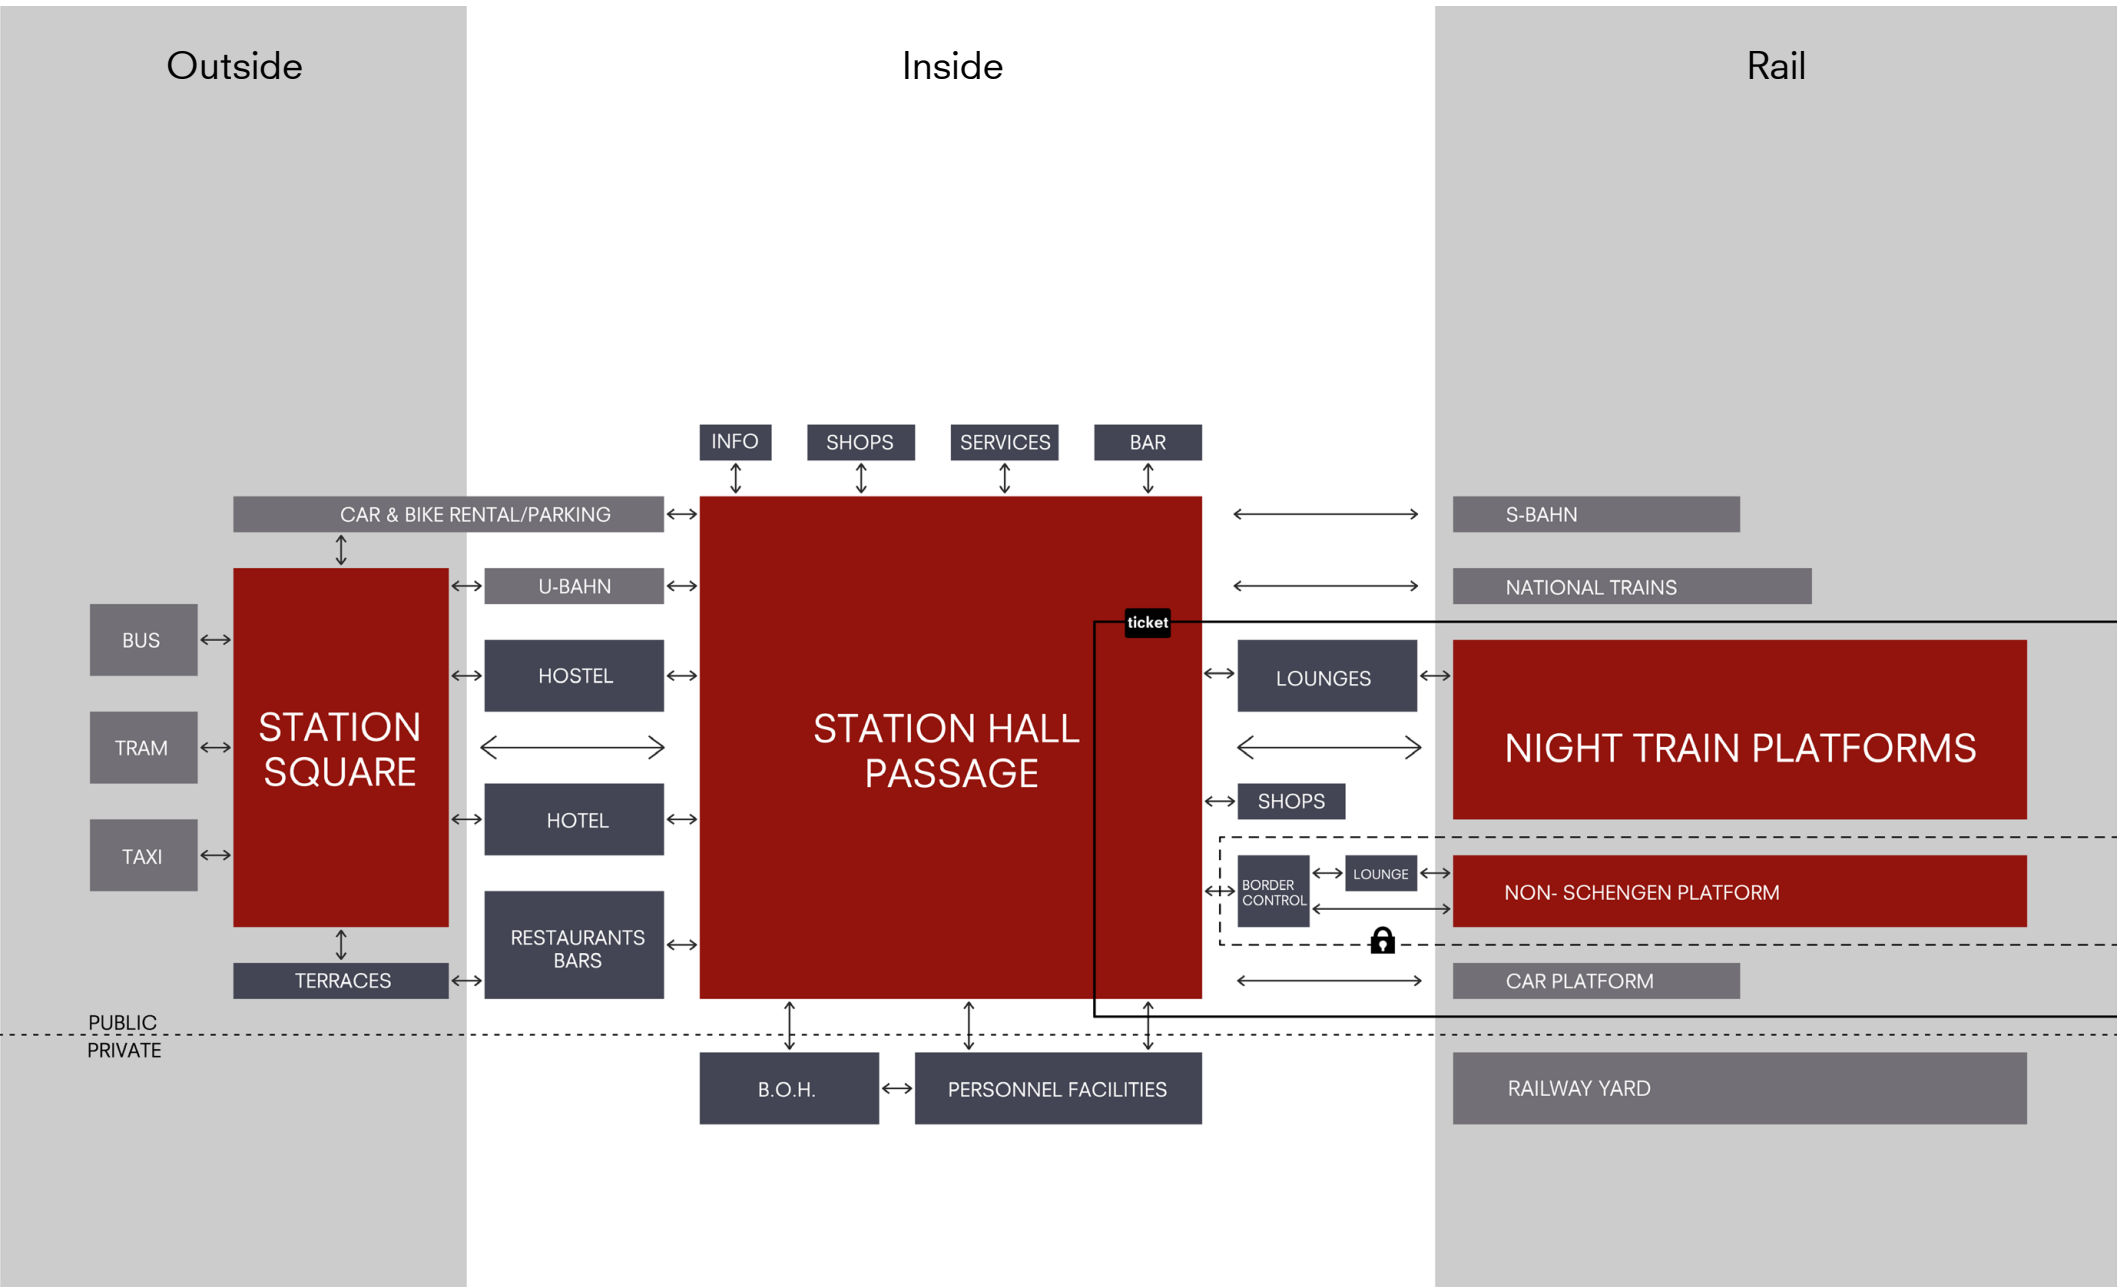 Outside
Inside
Rail
INFO
SHOPS
SERVICES
BAR
CAR & BIKE RENTAL/PARKING
S-BAHN
U-BAHN
NATIONAL TRAINS
ticket
BUS
HOSTEL
LOUNGES
STATION
SQUARE
STATION HALL
PASSAGE
NIGHT TRAIN PLATFORMS
TRAM
SHOPS
HOTEL
TAXI
BORDER
CONTROL
LOUNGE
NON- SCHENGEN PLATFORM
RESTAURANTS
BARS
TERRACES
CAR PLATFORM
PUBLIC
PRIVATE
B.O.H.
PERSONNEL FACILITIES
RAILWAY YARD